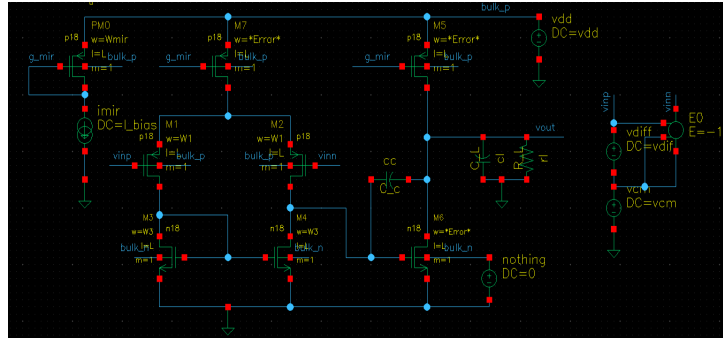 bulk_p
PM0
w=Wmir
p18
l=L
g_mir
bulk_p
m=1
M7
w=*Error*
p18
l=L
g_mir
bulk_p
m=1
M5
w=*Error*
p18
l=L
g_mir
bulk_p
m=1
vdd
DC=vdd
imir
DC=I_bias
M1
w=W1
p18
l=L
vinp
bulk_p
m=1
M2
w=W1
p18
l=L
vinn
bulk_p
m=1
cc
C_c
vout
C_L
cl
R_L
rl
vinp
vinn
E0
E=-1
vdiff
DC=vdif
vcm
DC=vcm
M3
w=W3
n18
l=L
bulk_n
m=1
M4
w=W3
n18
l=L
bulk_n
m=1
M6
w=*Error*
n18
l=L
bulk_n
m=1
nothing
DC=0